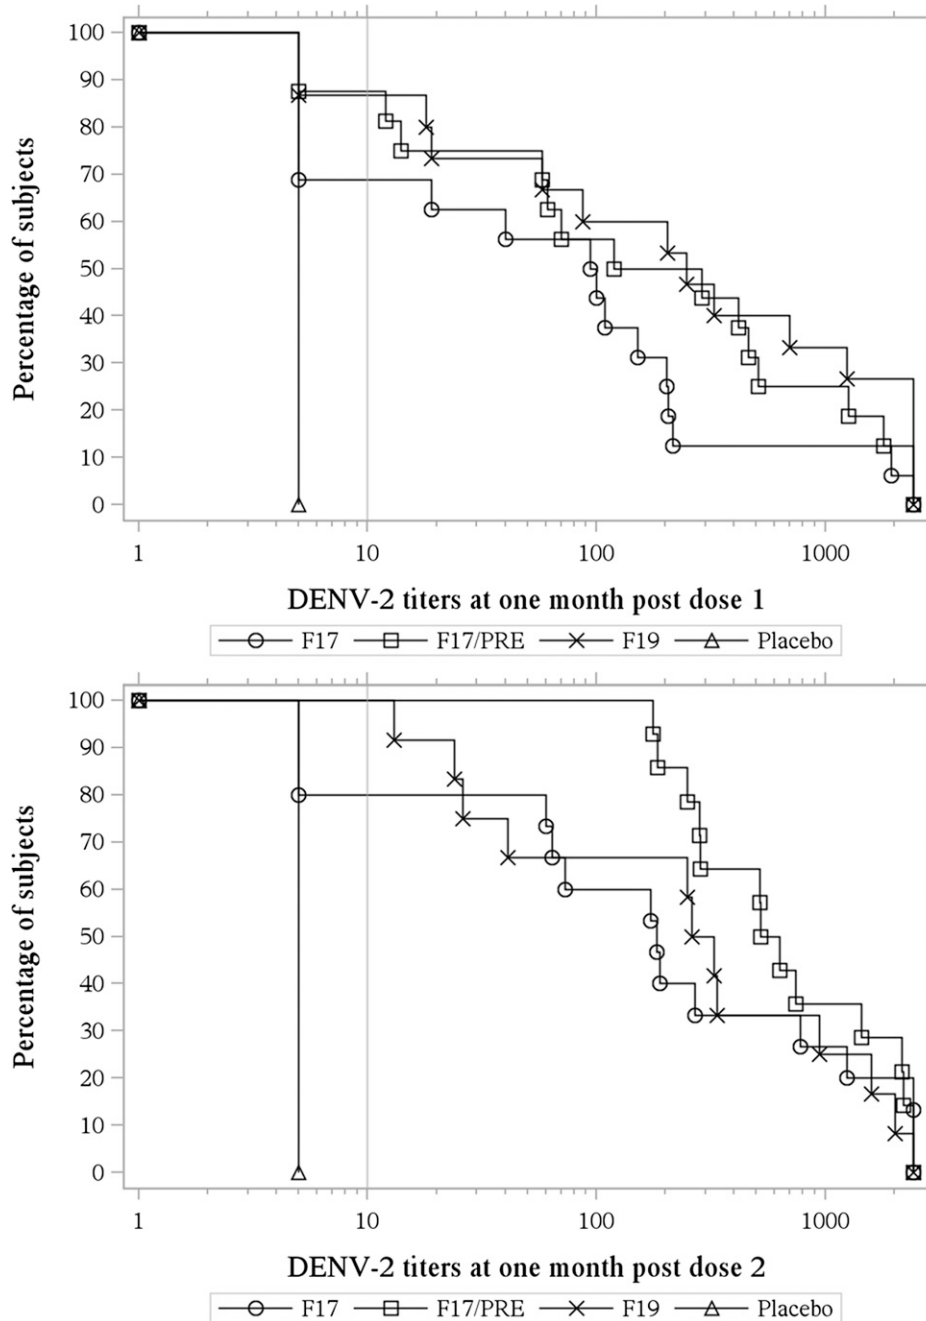 100
90
80
70
60
50
40
30
20
10
0
Percentage of subjects
1 10 100 1000
DENV-2 titers at one month post dose 1
F17 F17/PRE F19 Placebo
100
90
80
70
60
50
40
30
20
10
0
Percentage of subjects
1 10 100 1000
DENV-2 titers at one month post dose 2
F17 F17/PRE F19 Placebo